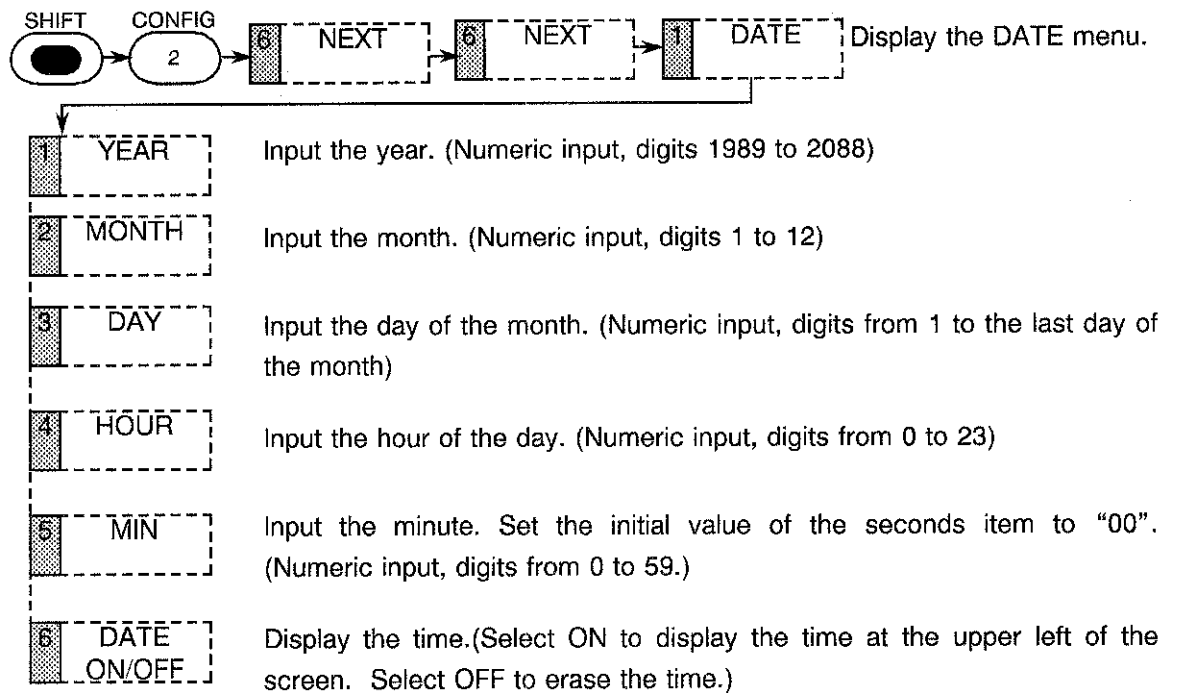 SHIFT CONFIG
2 6 NEXT 6 NEXT 1 DATE Display the DATE menu.
1 YEAR Input the year. (Numeric input, digits 1989 to 2088)
2 MONTH Input the month. (Numeric input, digits 1 to 12)
3 DAY Input the day of the month. (Numeric input, digits from 1 to the last day of
the month)
4 HOUR Input the hour of the day. (Numeric input, digits from 0 to 23)
5 MIN Input the minute. Set the initial value of the seconds item to “00”.
(Numeric input, digits from 0 to 59.)
6 DATE Display the time.(Select ON to display the time at the upper left of the
ON/OFF screen. Select OFF to erase the time.)